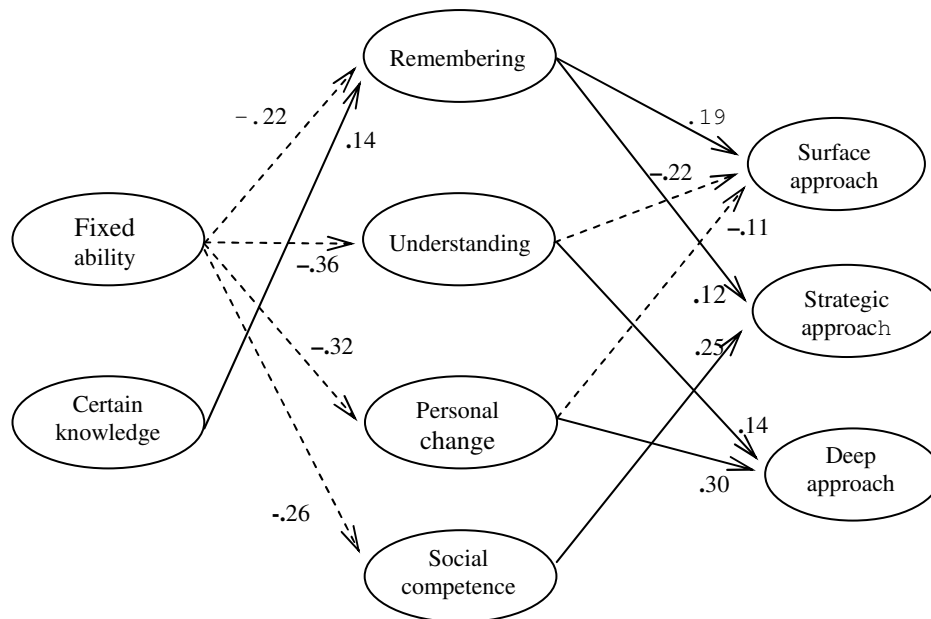 Remembering
-.22
.14
.19
Surface
approach
-.22
Fixed
ability
Understanding
-.36
-.11
.12
Strategic
approach
-.32
.25
Certain
knowledge
Personal
change
.14
.30
Deep
approach
-.26
Social
competence